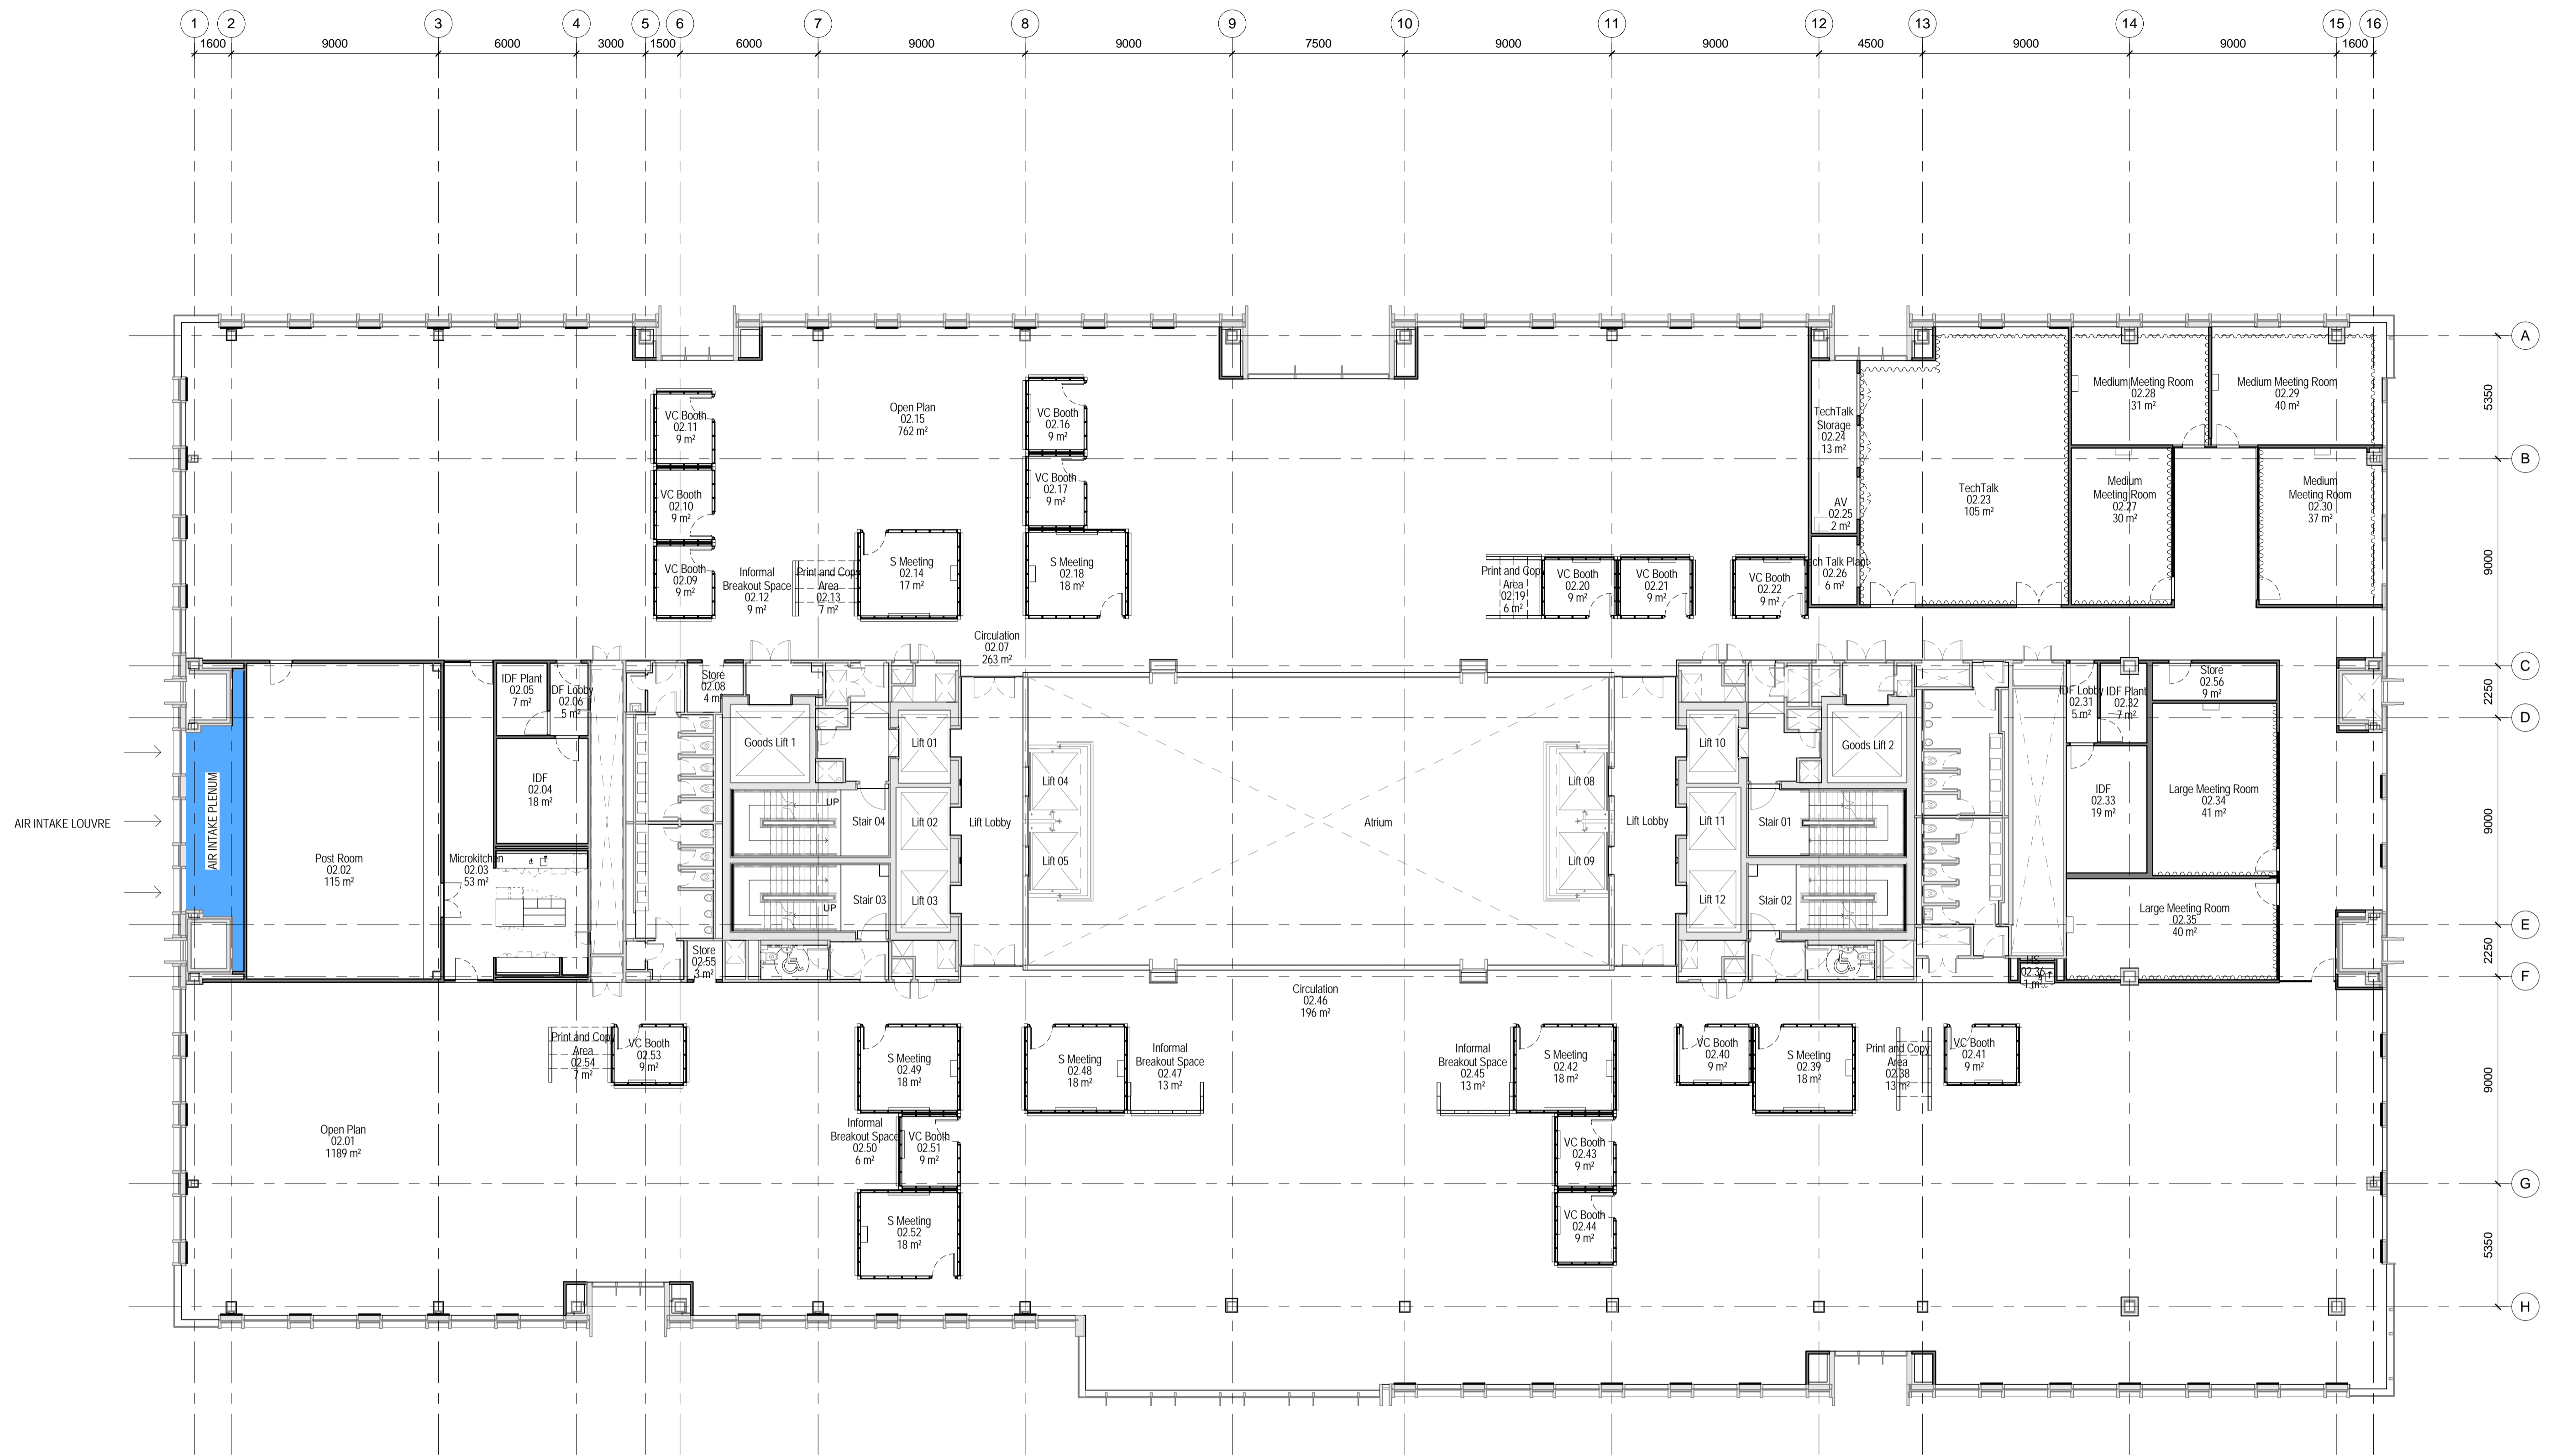 1 2 3 4 5 6 7 8 9 10 11 12 13 14 15 16
1600 9000 6000 3000 1500 6000 9000 9000 7500 9000 9000 4500 9000 9000 1600
A
5350
B
9000
C
2250
D
9000
E
2250
F
9000
G
5350
H
VC Booth
02.11
9 m²
Open Plan
02.15
762 m²
VC Booth
02.16
9 m²
TechTalk
Storage
02.24
13 m²
Medium Meeting Room
02.28
31 m²
Medium Meeting Room
02.29
40 m²
VC Booth
02.10
9 m²
VC Booth
02.17
9 m²
AV
02.25
2 m²
TechTalk
02.23
105 m²
Medium
Meeting Room
02.27
30 m²
Medium
Meeting Room
02.30
37 m²
VC Booth
02.09
9 m²
Informal
Breakout Space
02.12
9 m²
Print and Copy
Area
02.13
7 m²
S Meeting
02.14
17 m²
S Meeting
02.18
18 m²
Print and Copy
Area
02.19
6 m²
VC Booth
02.20
9 m²
VC Booth
02.21
9 m²
VC Booth
02.22
9 m²
ech Talk Plant
02.26
6 m²
Circulation
02.07
263 m²
IDF Plant
02.05
7 m²
DF Lobby
02.06
5 m²
Store
02.08
4 m
IDF Lobby
02.31
5 m²
IDF Plant
02.32
7 m²
Store
02.56
9 m²
AIR INTAKE LOUVRE
AIR INTAKE PLENUM
Post Room
02.02
115 m²
Microkitchen
02.03
53 m²
IDF
02.04
18 m²
Goods Lift 1
UP
UP
Stair 04
Stair 03
Lift 01
Lift 02
Lift 03
Lift Lobby
Lift 04
Lift 05
Atrium
Lift 08
Lift 09
Lift Lobby
Lift 10
Lift 11
Lift 12
Stair 01
Stair 02
Goods Lift 2
IDF
02.33
19 m²
Large Meeting Room
02.34
41 m²
Large Meeting Room
02.35
40 m²
Store
02.55
3 m²
HS
02.36
1 m²
Circulation
02.46
196 m²
Print and Copy
Area
02.54
7 m²
VC Booth
02.53
9 m²
S Meeting
02.49
18 m²
S Meeting
02.48
18 m²
Informal
Breakout Space
02.47
13 m²
Informal
Breakout Space
02.45
13 m²
S Meeting
02.42
18 m²
VC Booth
02.40
9 m²
S Meeting
02.39
18 m²
Print and Copy
Area
02.38
13 m²
VC Booth
02.41
9 m²
Open Plan
02.01
1189 m²
Informal
Breakout Space
02.50
6 m²
VC Booth
02.51
9 m²
VC Booth
02.43
9 m²
S Meeting
02.52
18 m²
VC Booth
02.44
9 m²